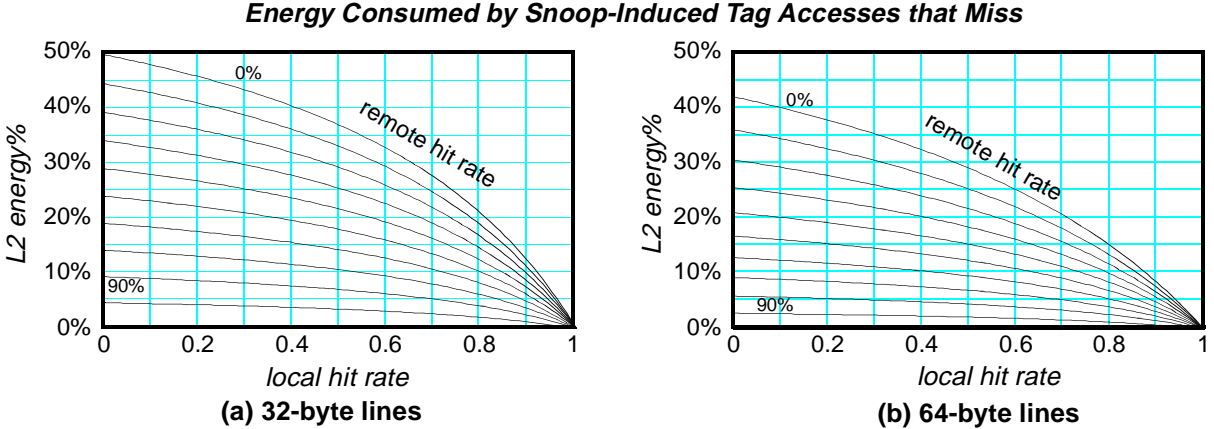 Energy Consumed by Snoop-Induced Tag Accesses that Miss
50%
40%
30%
20%
10%
0%
L2 energy%
0%
remote hit rate
90%
0 0.2 0.4 0.6 0.8 1
local hit rate
(a) 32-byte lines
50%
40%
30%
20%
10%
0%
L2 energy%
0%
remote hit rate
90%
0 0.2 0.4 0.6 0.8 1
local hit rate
(b) 64-byte lines